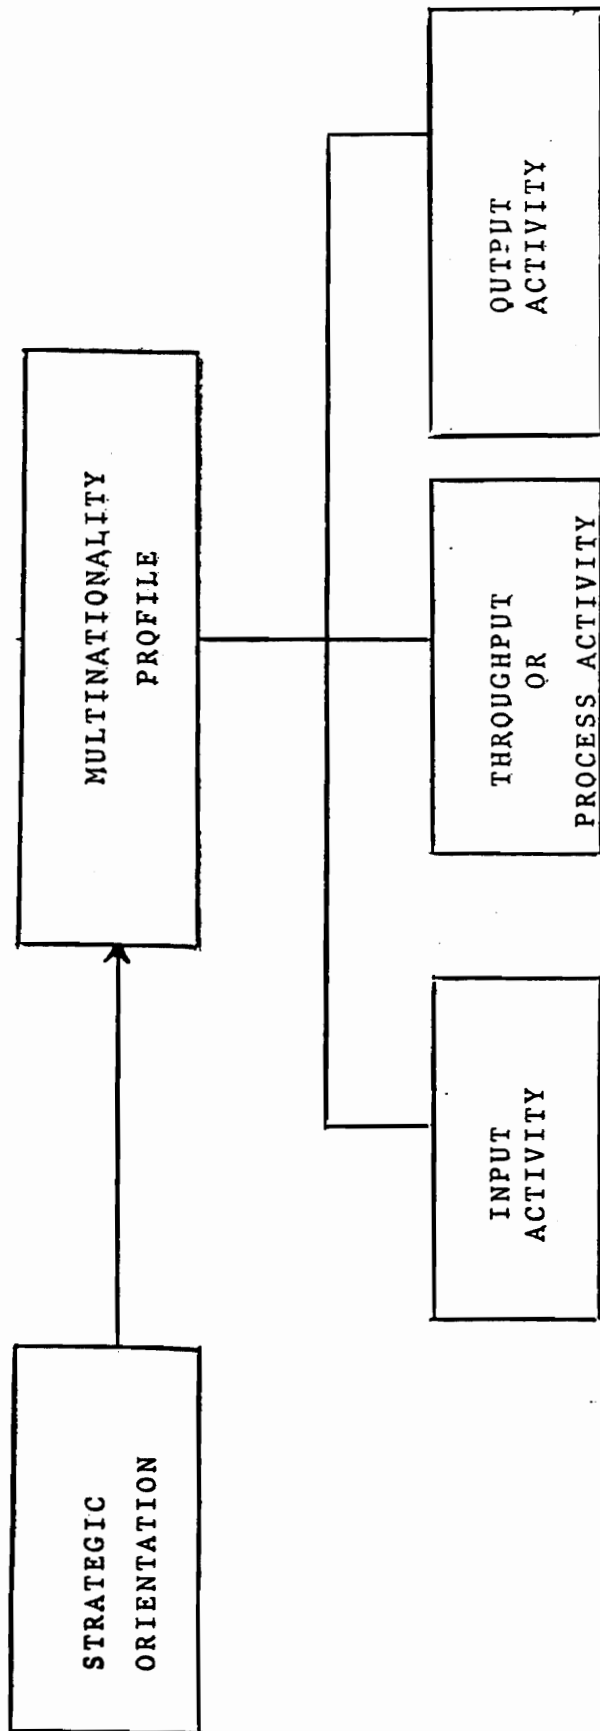 STRATEGIC
ORIENTATION
MULTINATIONALITY
PROFILE
INPUT
ACTIVITY
THROUGHPUT
OR
PROCESS ACTIVITY
OUTPUT
ACTIVITY